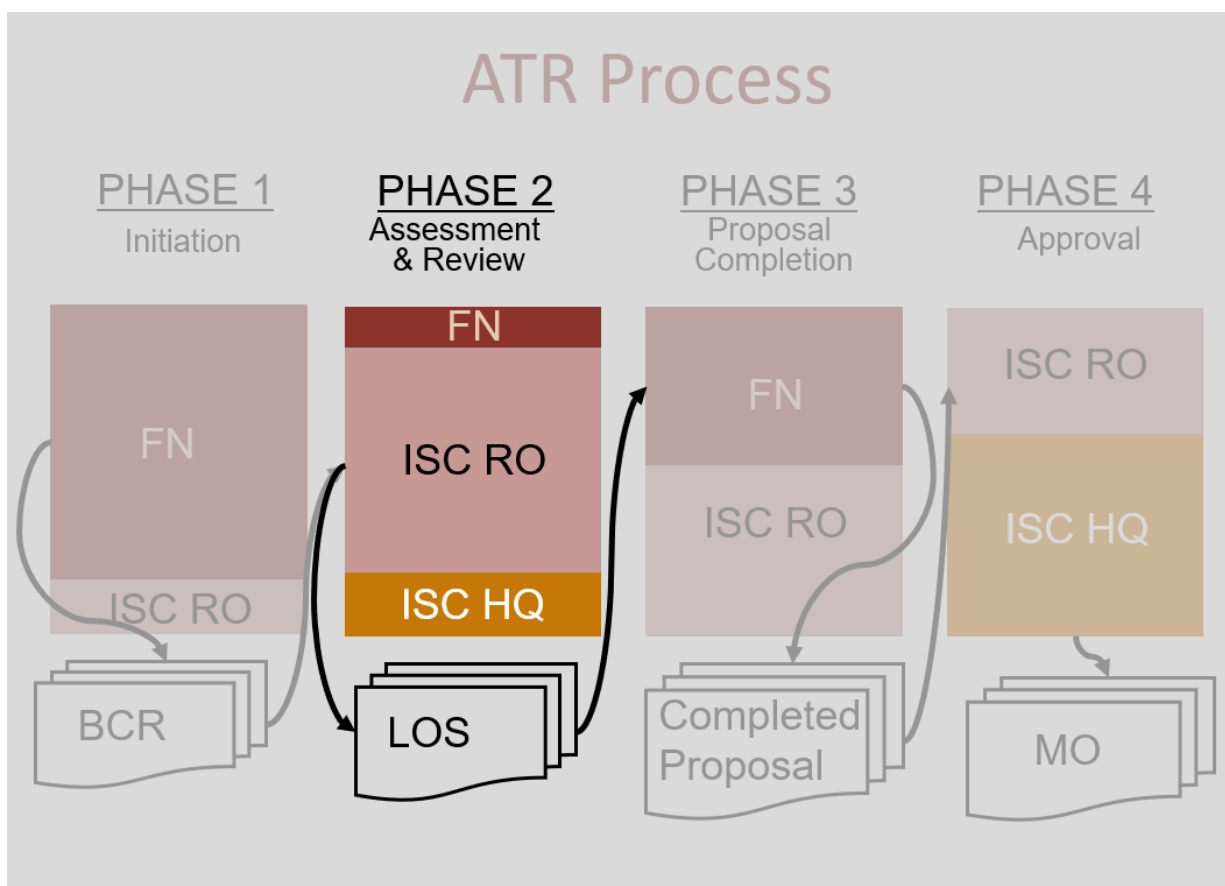 ATR Process
PHASE 1
Initiation
FN
ISC RO
BCR
PHASE 2
Assessment
& Review
FN
ISC RO
ISC HQ
LOS
PHASE 3
Proposal
Completion
FN
ISC RO
Completed
Proposal
PHASE 4
Approval
ISC RO
ISC HQ
MO